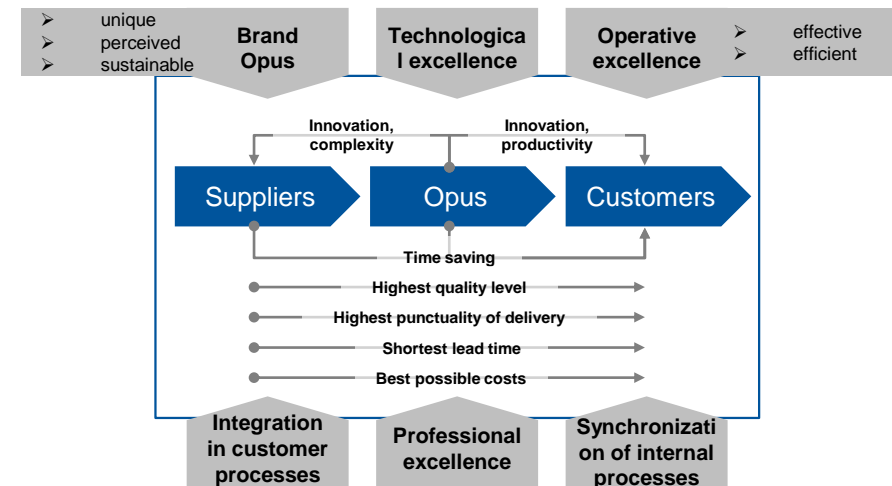 unique
perceived
sustainable
Brand
Opus
Technologica
l excellence
Operative
excellence
effective
efficient
Innovation,
complexity
Innovation,
productivity
Suppliers
Opus
Customers
Time saving
Highest quality level
Highest punctuality of delivery
Shortest lead time
Best possible costs
Integration
in customer
processes
Professional
excellence
Synchronizati
on of internal
processes